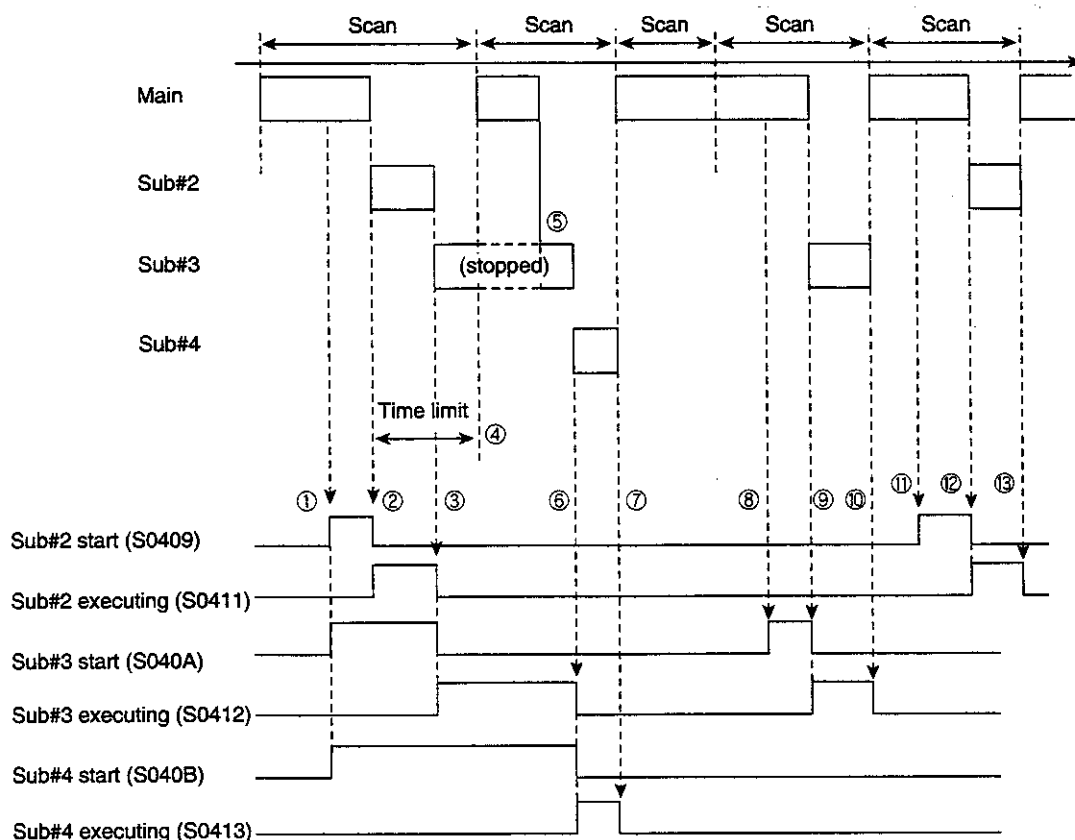 Scan Scan Scan Scan Scan
Main
Sub#2
⑤
Sub#3 (stopped)
Sub#4
Time limit
④
① ② ③ ⑥ ⑦ ⑧ ⑨ ⑩ ⑪ ⑫ ⑬
Sub#2 start (S0409)
Sub#2 executing (S0411)
Sub#3 start (S040A)
Sub#3 executing (S0412)
Sub#4 start (S040B)
Sub#4 executing (S0413)